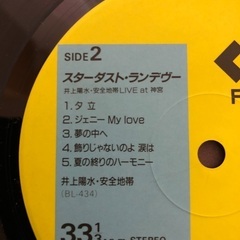 SIDE 2
スターダスト・ランデヴー
井上陽水・安全地帯 LIVE at 神宮
1. 夕 立
2. ジェニー My love
3. 夢の中へ
4. 飾りじゃないのよ 涙は
5. 夏の終りのハーモニー
井上陽水・安全地帯
(BL-434)
33⅓
STEREO
F